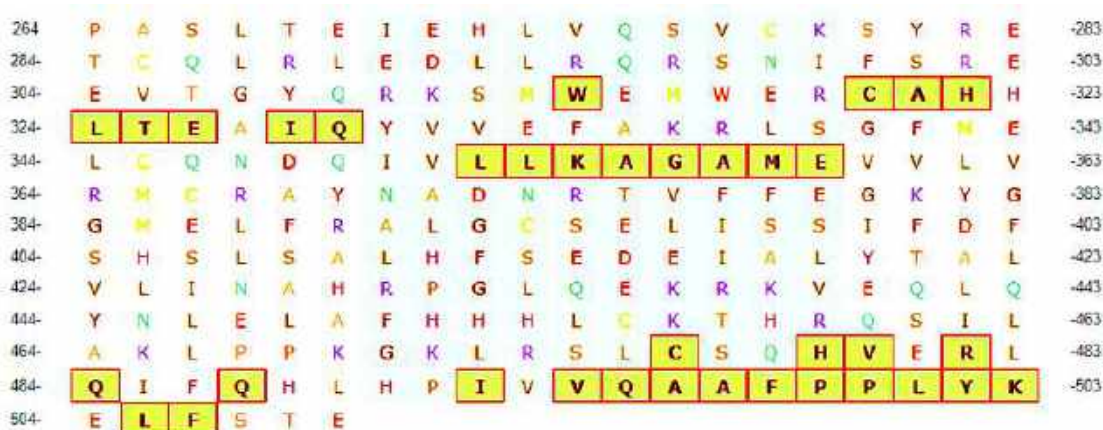 264 P A S L T E I E H L V Q S V C K S Y R E -283
284- T C Q L R L E D L L R Q R S N I F S R E -303
304- E V T G Y Q R K S M W E M W E R C A H H -323
324- L T E A I Q Y V V E F A K R L S G F M E -343
344- L C Q N D Q I V L L K A G A M E V V L V -363
364- R M C R A Y N A D N R T V F F E G K Y G -383
384- G M E L F R A L G C S E L I S S I F D F -403
404- S H S L S A L H F S E D E I A L Y T A L -423
424- V L I N A H R P G L Q E K R K V E Q L Q -443
444- Y N L E L A F H H H L C K T H R Q S I L -463
464- A K L P P K G K L R S L C S Q H V E R L -483
484- Q I F Q H L H P I V V Q A A F P P L Y K -503
504- E L F S T E